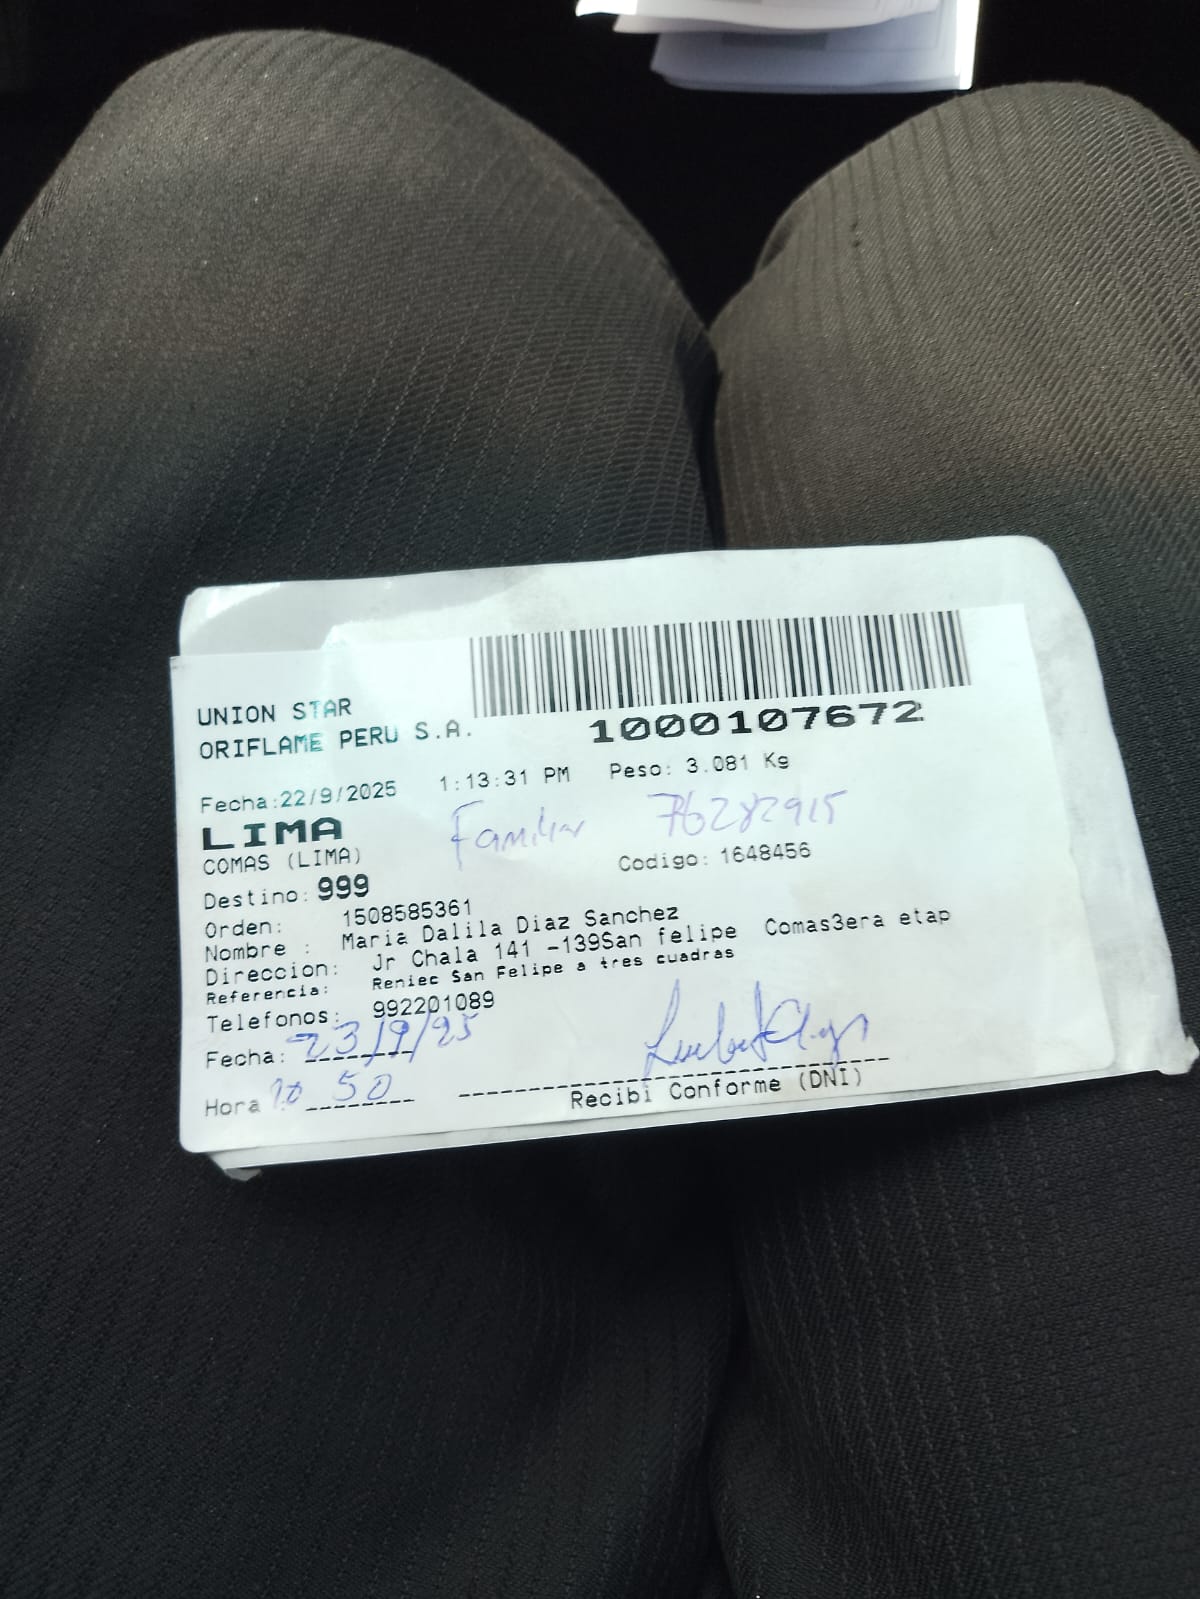 UNION STAR
ORIFLAME PERU S.A.
1000107672
Fecha:22/9/2025 1:13:31 PM Peso: 3.081 Kg
LIMA
Familiar 76282915
COMAS (LIMA)
Codigo: 1648456
Destino: 999
Orden: 1508585361
Nombre : Maria Dalila Diaz Sanchez
Direccion: Jr Chala 141 -139San felipe Comas3era etap
Referencia: Reniec San Felipe a tres cuadras
Telefonos: 992201089
Fecha: 23/9/25
Hora 10 50
Recibi Conforme (DNI)